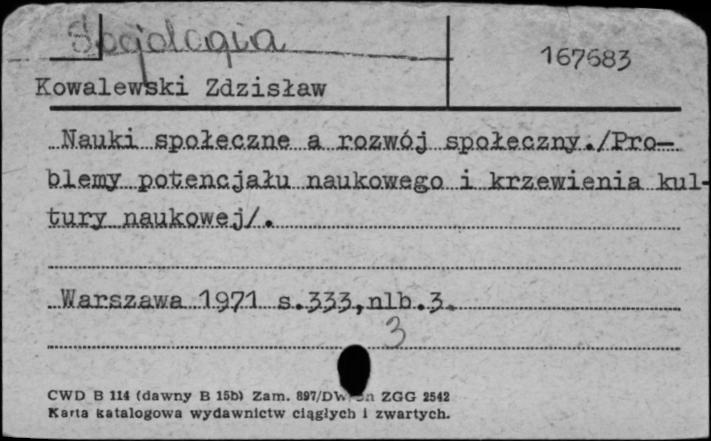 Socjologia
167683
Kowalewski Zdzisław
Nauki społeczne a rozwój społeczny./Pro-
blemy potencjału naukowego i krzewienia kul-
tury naukowej/.
Warszawa 1971 s.333,nlb.3.
3
CWD B 114 (dawny B 15b) Zam. 897/DW ZGG 2542
Karta katalogowa wydawnictw ciągłych i zwartych.